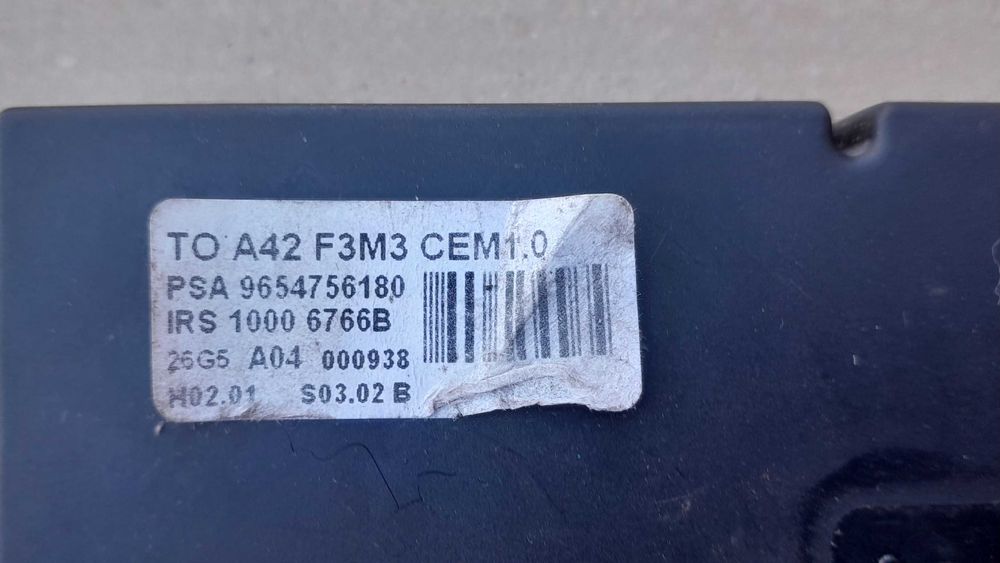 TO A42 F3M3 CEM1.0
PSA 9654756180
IRS 1000 6766B
26G5 A04 000938
H02.01 S03.02 B